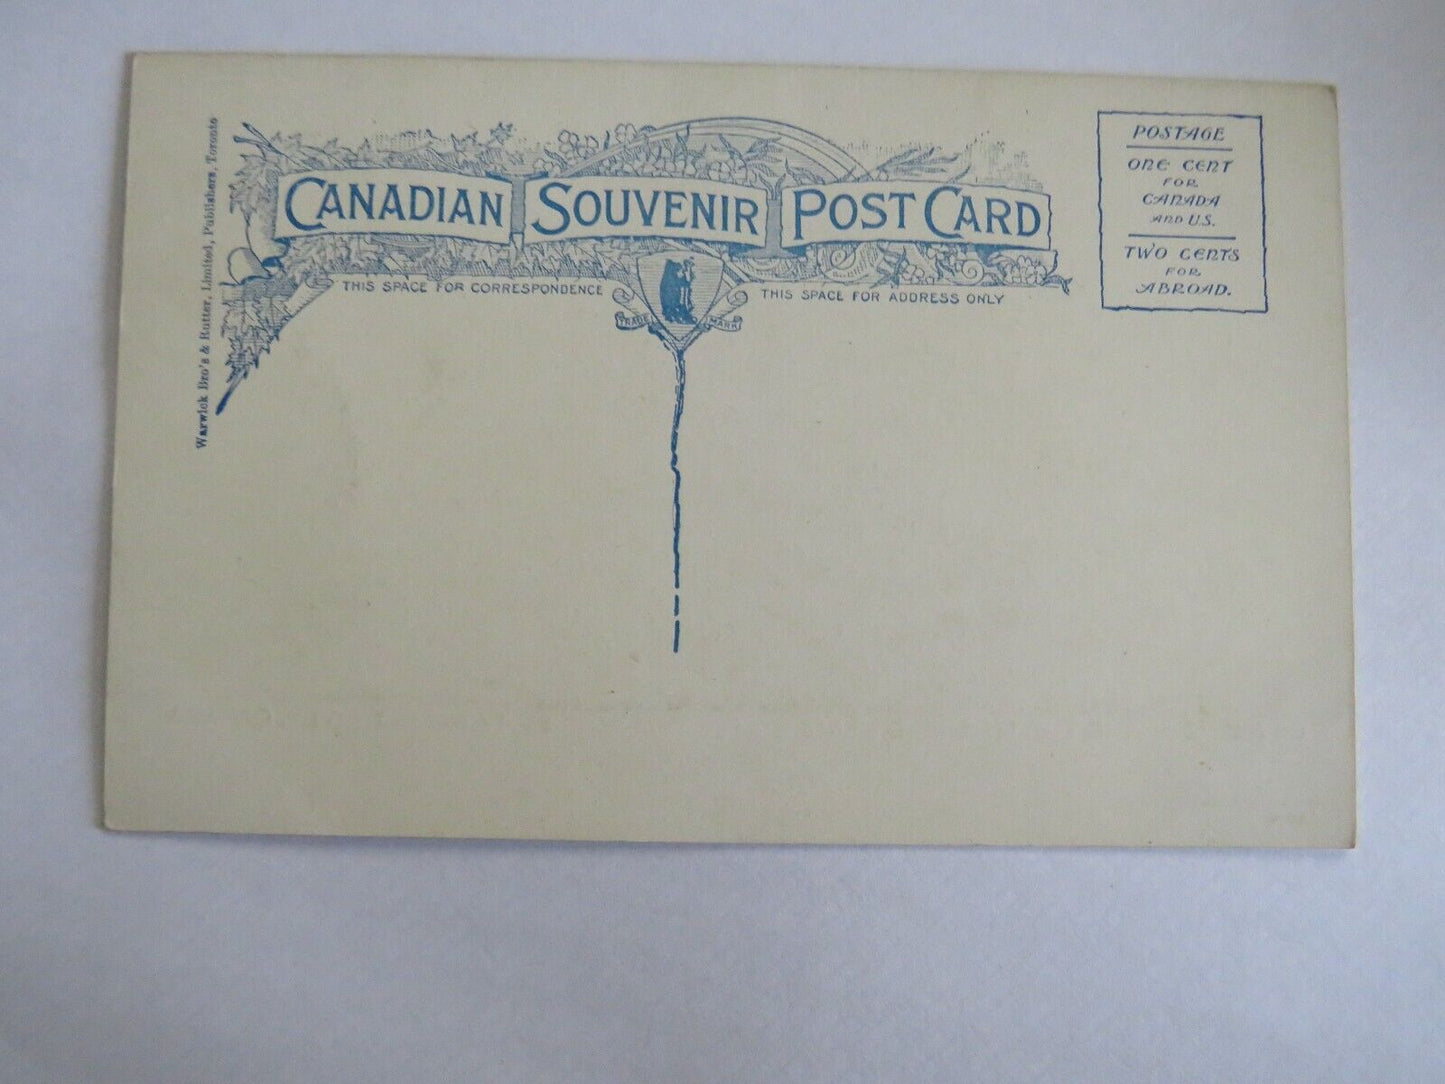 Warwick Bro's & Rutter, Limited, Publishers, Toronto
CANADIAN SOUVENIR POST CARD
THIS SPACE FOR CORRESPONDENCE
THIS SPACE FOR ADDRESS ONLY
TRADE MARK
POSTAGE
ONE CENT
FOR
CANADA
AND U.S.
TWO CENTS
FOR
ABROAD.